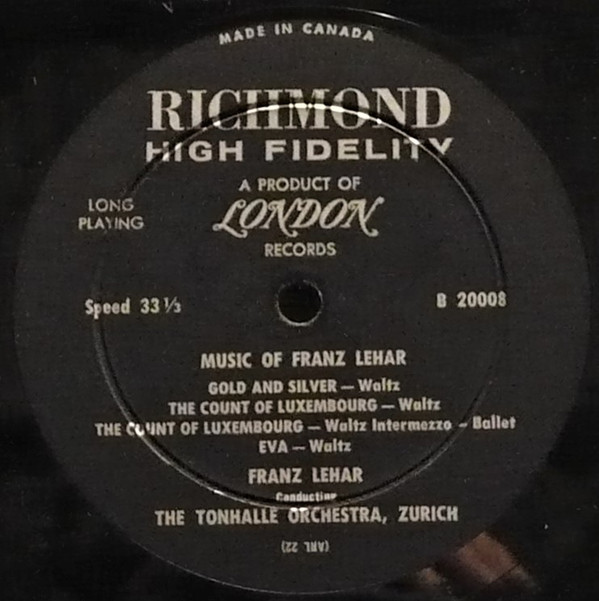 MADE IN CANADA
RICHMOND
HIGH FIDELITY
A PRODUCT OF
LONG
PLAYING
LONDON
RECORDS
Speed 33⅓
B 20008
MUSIC OF FRANZ LEHAR
GOLD AND SILVER — Waltz
THE COUNT OF LUXEMBOURG — Waltz
THE COUNT OF LUXEMBOURG — Waltz Intermezzo — Ballet
EVA — Waltz
FRANZ LEHAR
Conducting
THE TONHALLE ORCHESTRA, ZURICH
(ARL 22)